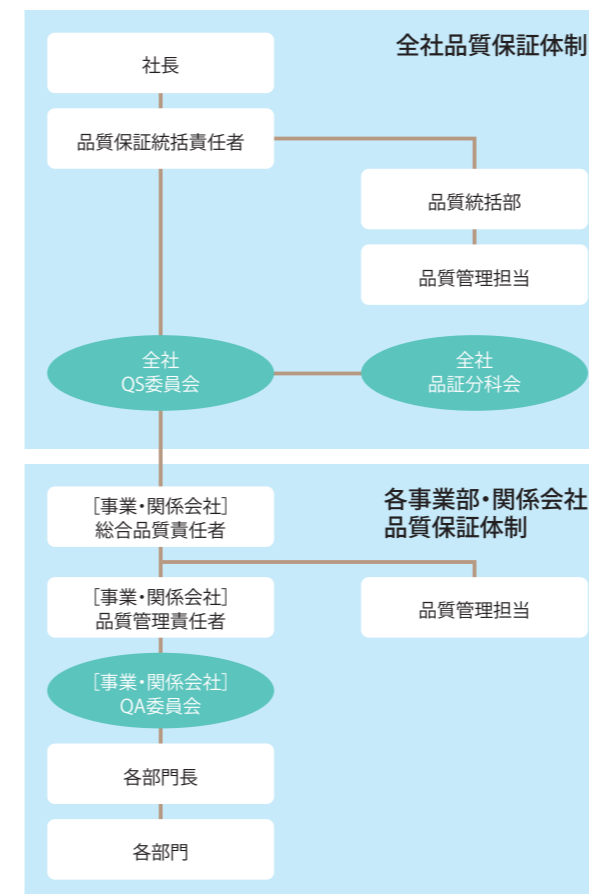 全社品質保証体制
社長
品質保証統括責任者
品質統括部
品質管理担当
全社
QS委員会
全社
品証分科会
各事業部・関係会社
品質保証体制
［事業・関係会社］
総合品質責任者
［事業・関係会社］
品質管理責任者
品質管理担当
［事業・関係会社］
QA委員会
各部門長
各部門